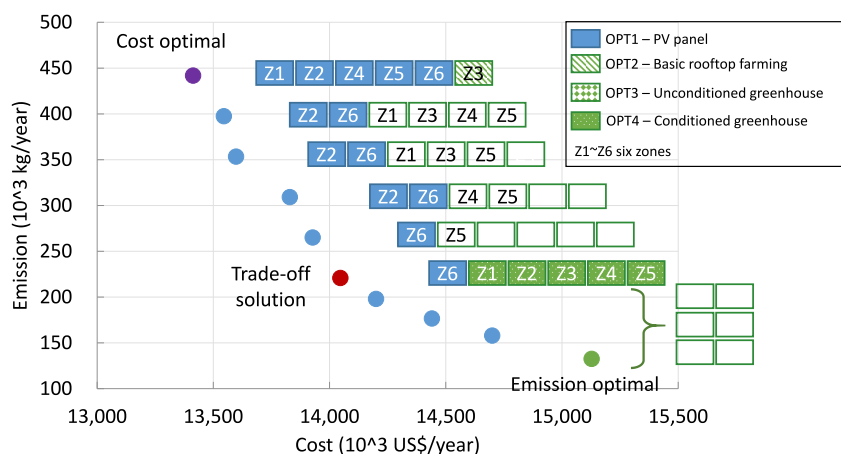 500
450
400
350
300
250
200
150
100
Emission (10^3 kg/year)
13,000
13,500
14,000
14,500
15,000
15,500
Cost (10^3 US$/year)
Cost optimal
Trade-off
solution
Emission optimal
Z1 Z2 Z4 Z5 Z6 Z3
Z2 Z6 Z1 Z3 Z4 Z5
Z2 Z6 Z1 Z3 Z5
Z2 Z6 Z4 Z5
Z6 Z5
Z6 Z1 Z2 Z3 Z4 Z5
OPT1 – PV panel
OPT2 – Basic rooftop farming
OPT3 – Unconditioned greenhouse
OPT4 – Conditioned greenhouse
Z1~Z6 six zones